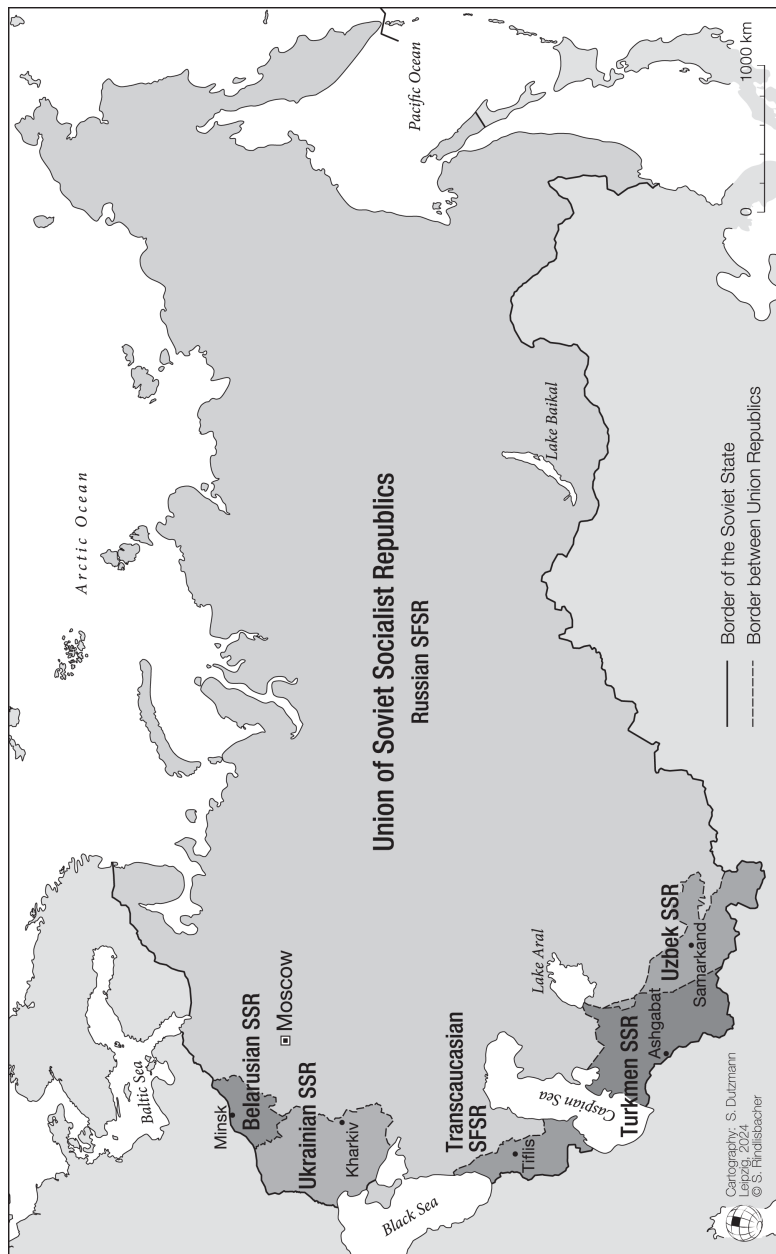 Arctic Ocean
Pacific Ocean
Baltic Sea
Union of Soviet Socialist Republics
Russian SFSR
Minsk
Belarusian SSR
Moscow
Ukrainian SSR
Kharkiv
Black Sea
Transcaucasian
SFSR
Tiflis
Caspian Sea
Lake Aral
Lake Baikal
Turkmen SSR
Ashgabat
Uzbek SSR
Samarkand
Border of the Soviet State
Border between Union Republics
0 1000 km
Cartography: S. Dutzmann
Leipzig, 2024
© S. Rindlisbacher